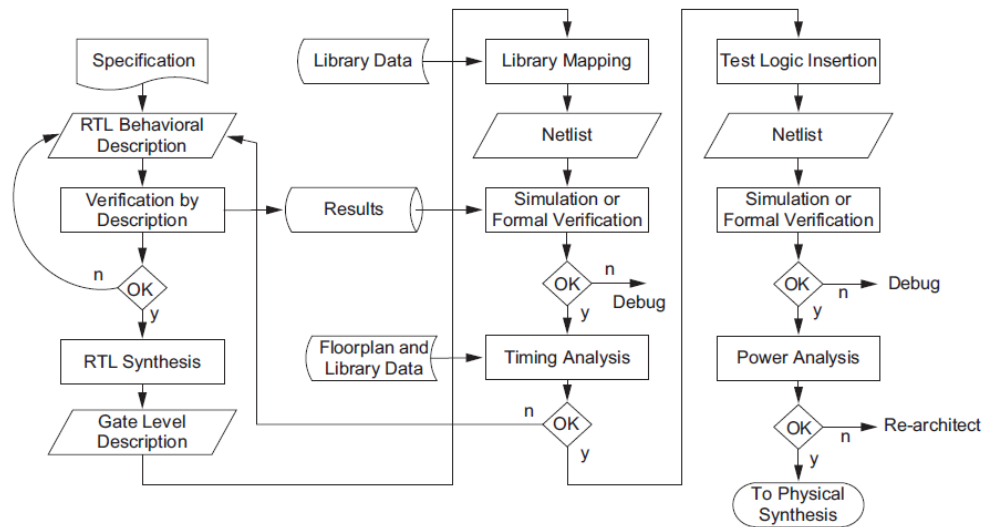 Specification
RTL Behavioral
Description
Verification by
Description
n
OK
y
RTL Synthesis
Gate Level
Description
Library Data
Results
Floorplan and
Library Data
Library Mapping
Netlist
Simulation or
Formal Verification
OK
n
Debug
y
Timing Analysis
n
OK
y
Test Logic Insertion
Netlist
Simulation or
Formal Verification
OK
n
Debug
y
Power Analysis
OK
n
Re-architect
y
To Physical
Synthesis